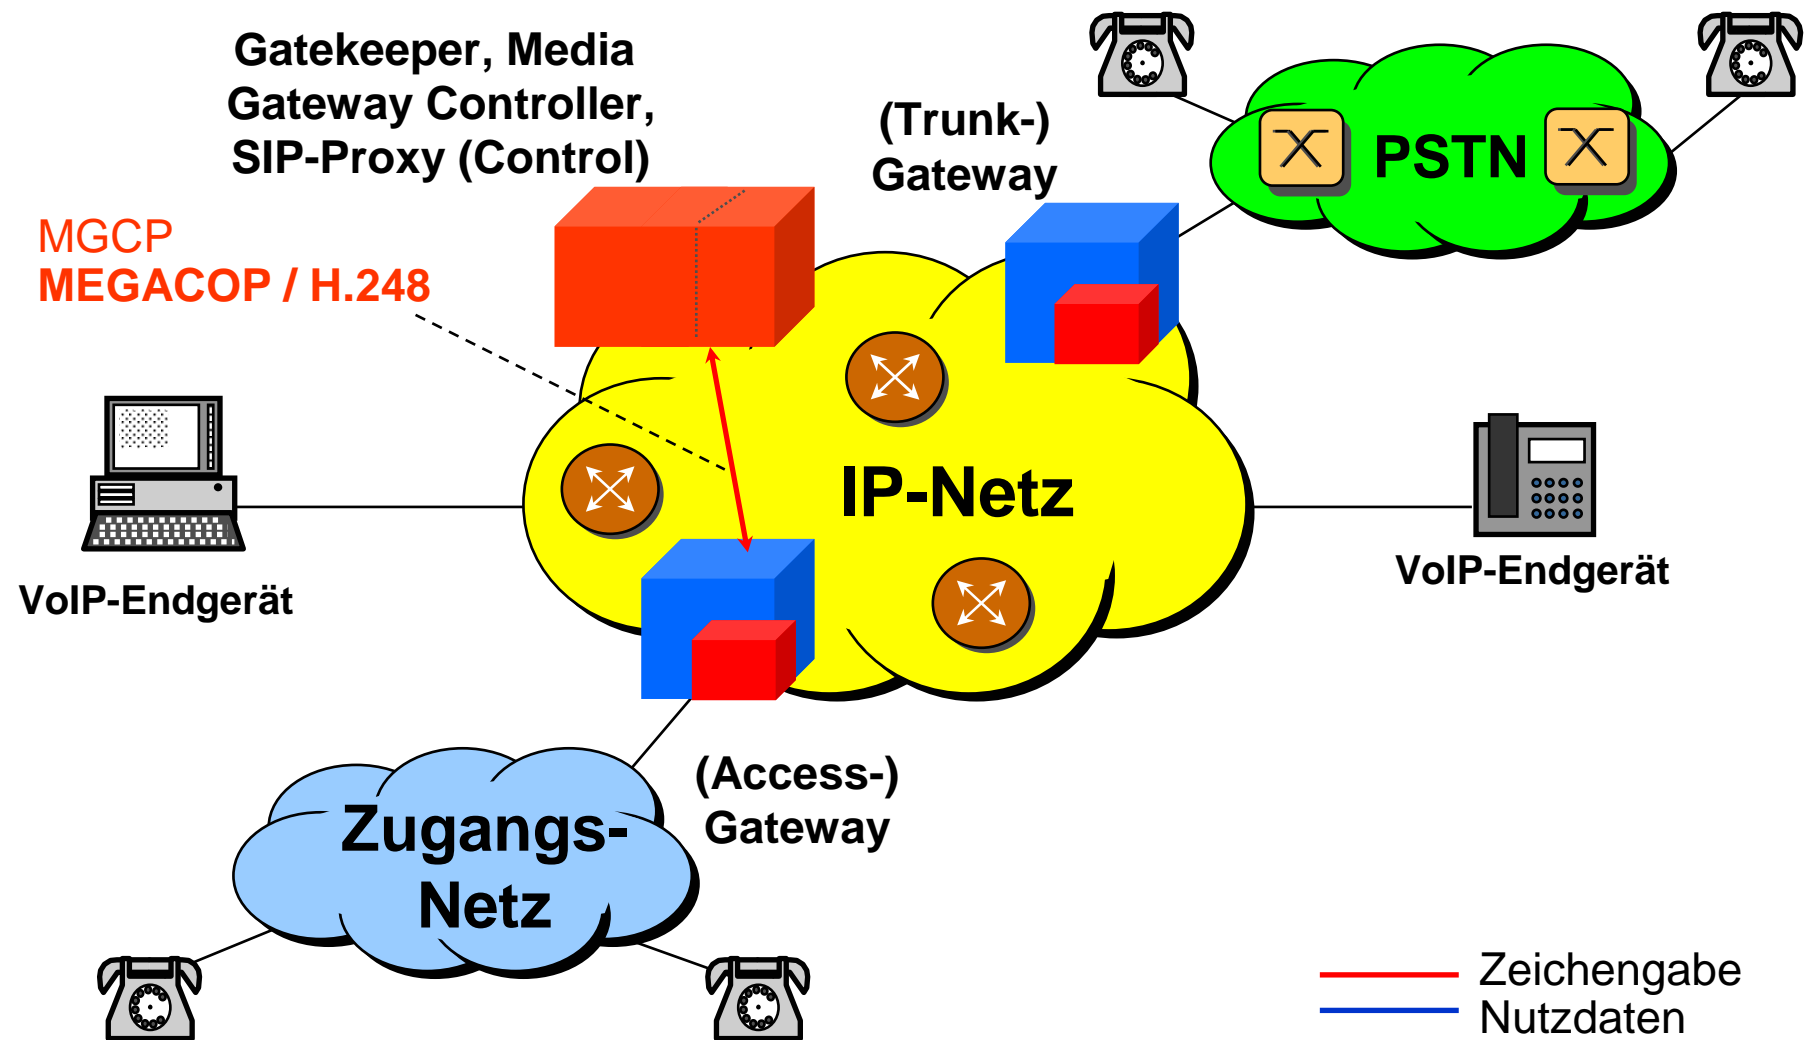 Gatekeeper, Media
Gateway Controller,
SIP-Proxy (Control)
(Trunk-)
Gateway
PSTN
MGCP
MEGACOP / H.248
IP-Netz
VoIP-Endgerät
VoIP-Endgerät
(Access-)
Gateway
Zugangs-
Netz
Zeichengabe
Nutzdaten